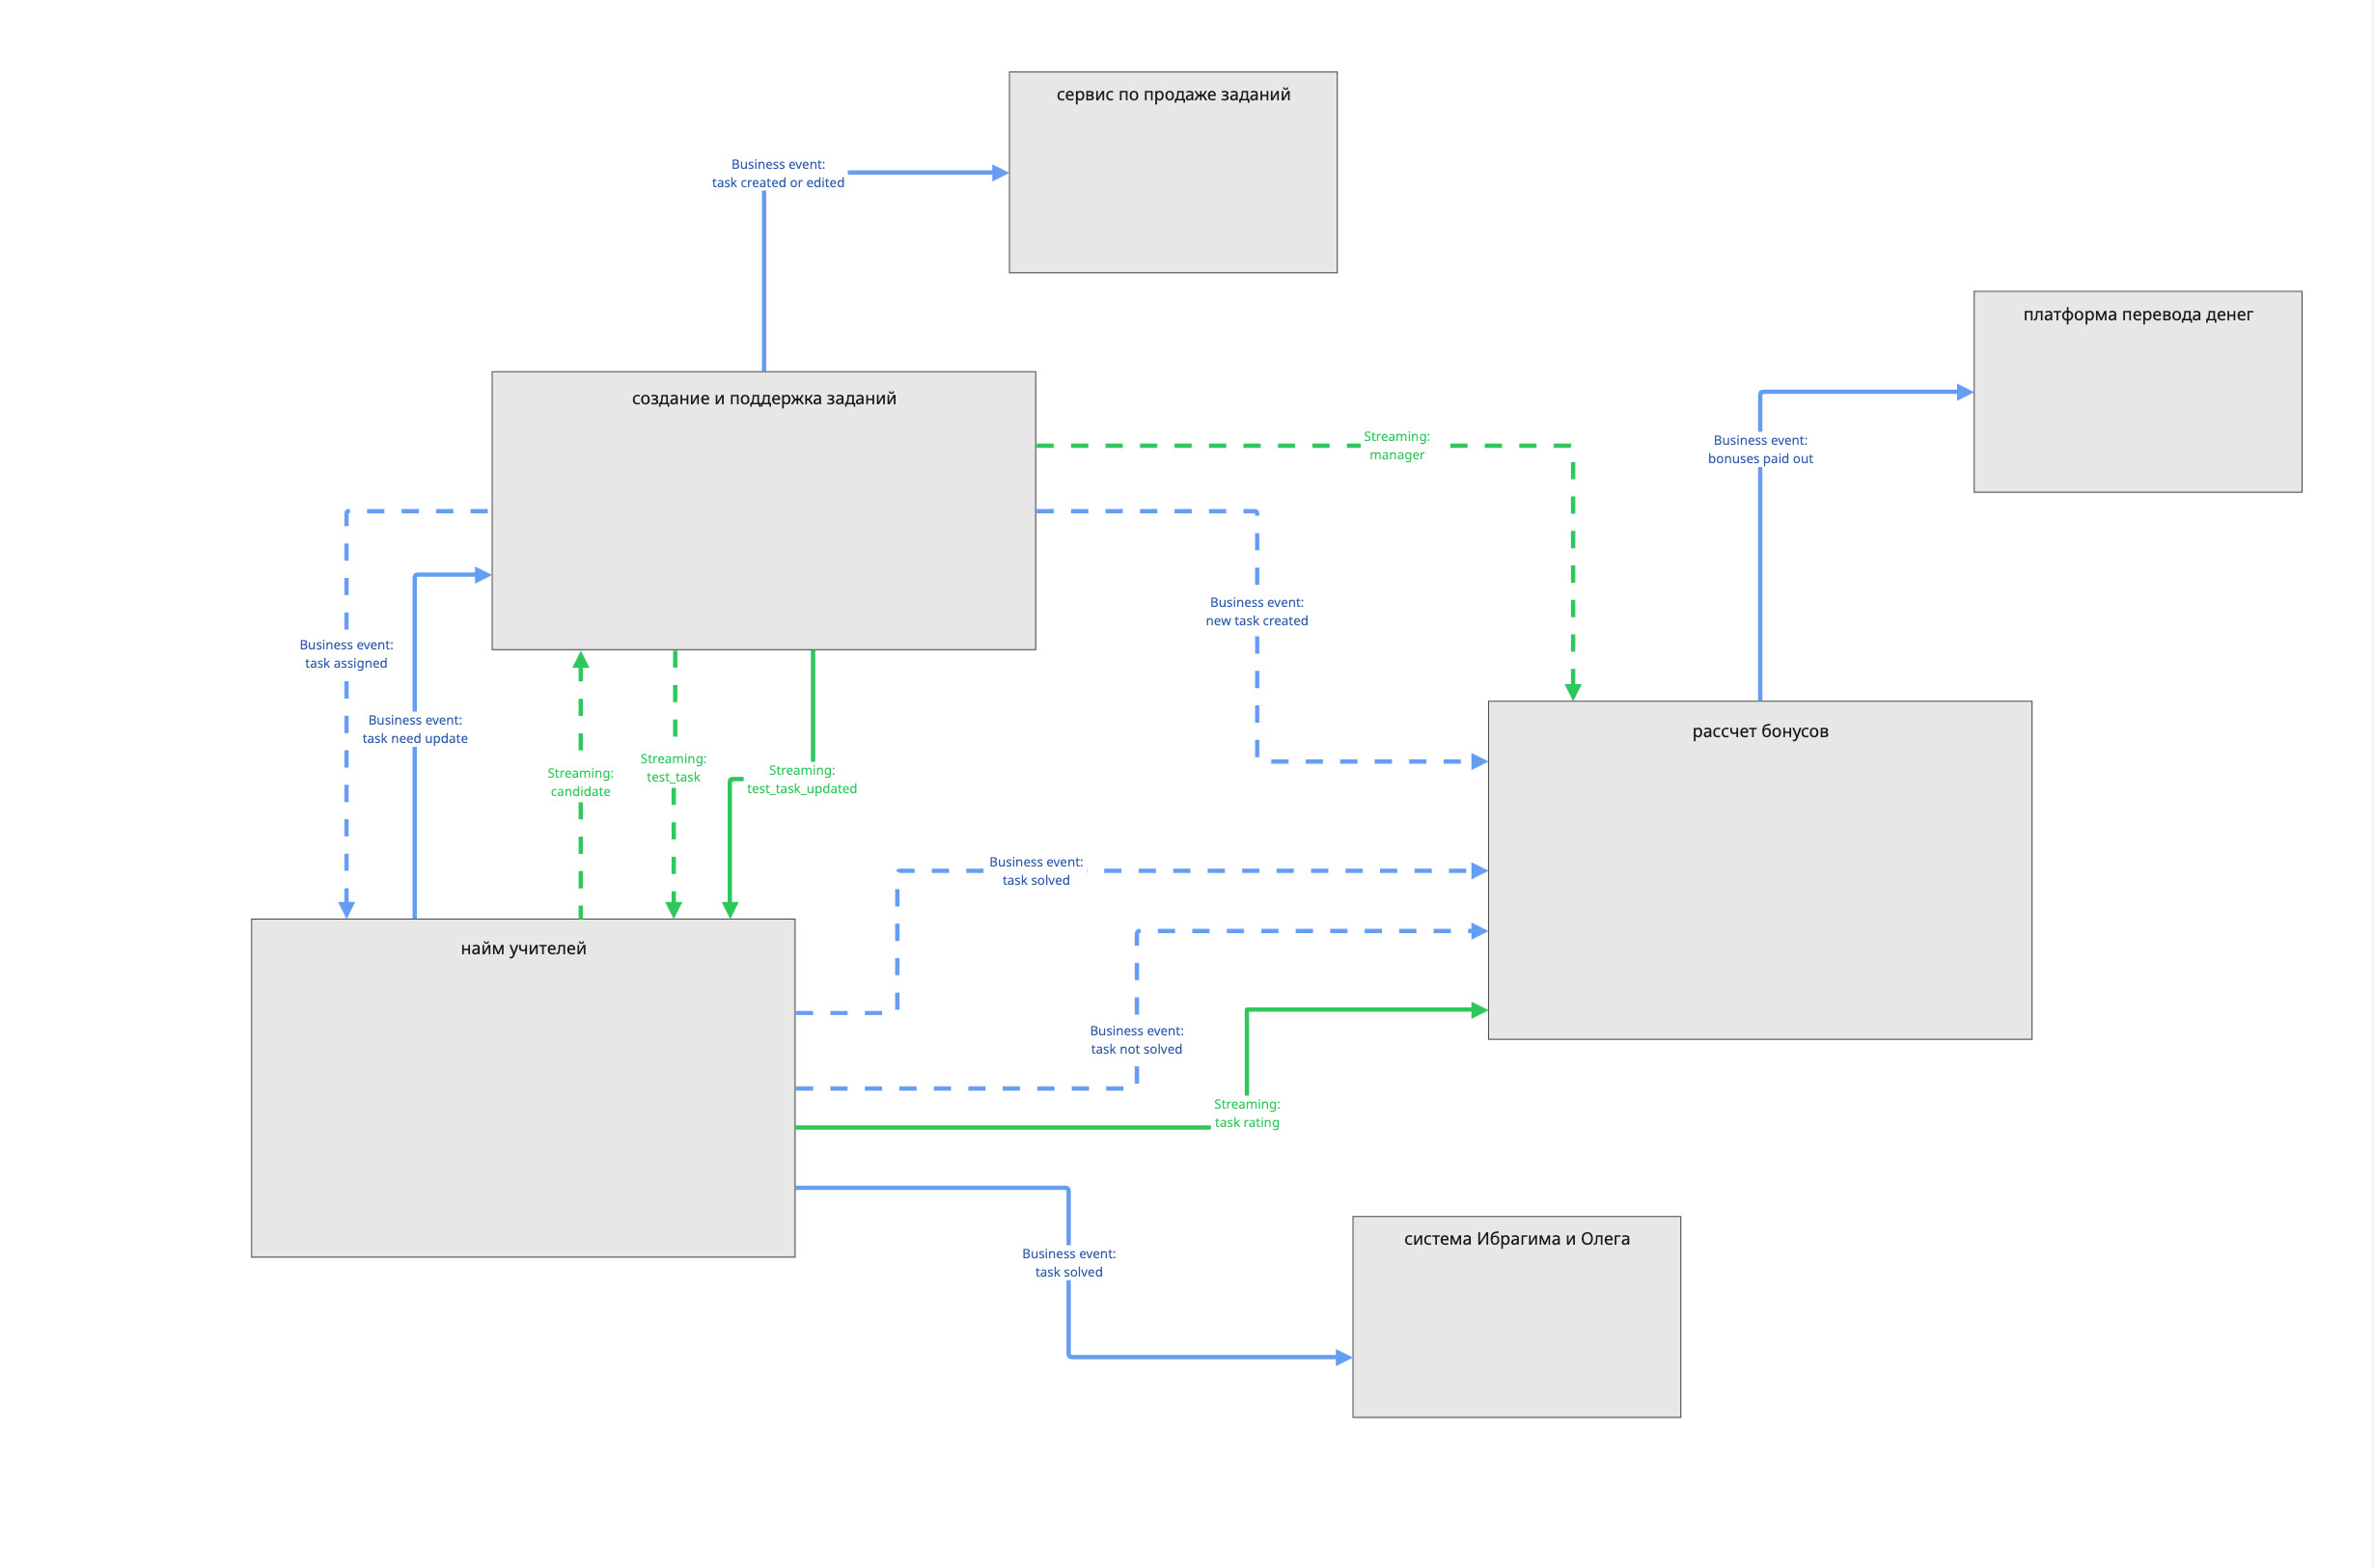 сервис по продаже заданий
Business event:
task created or edited
платформа перевода денег
создание и поддержка заданий
Streaming:
manager
Business event:
bonuses paid out
Business event:
new task created
Business event:
task assigned
Business event:
task need update
Streaming:
candidate
Streaming:
test_task
Streaming:
test_task_updated
рассчет бонусов
Business event:
task solved
найм учителей
Business event:
task not solved
Streaming:
task rating
Business event:
task solved
система Ибрагима и Олега